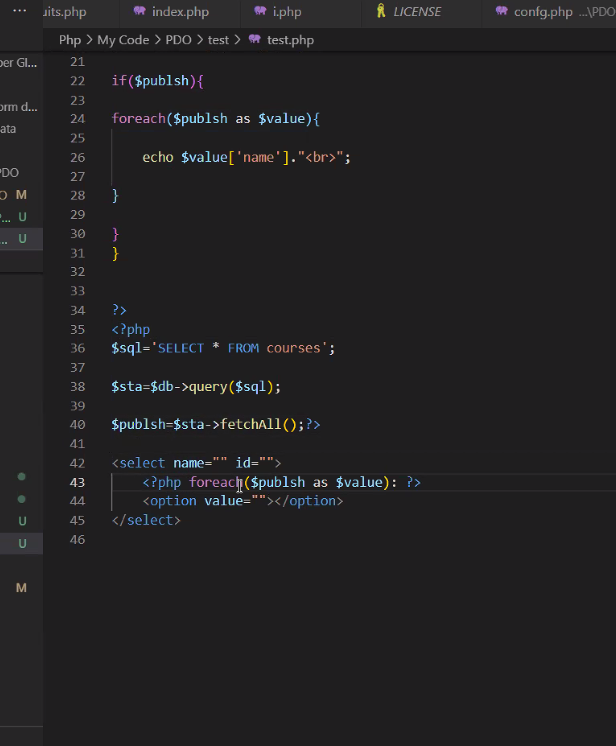 ... uits.php index.php i.php LICENSE confg.php ...\PDO
Php > My Code > PDO > test > test.php
per Gl...
orm d...
ata
PDO
O M
?... U
... U
U
U
M
21
22 if($publsh){
23
24 foreach($publsh as $value){
25
26 echo $value['name']."<br>";
27
28 }
29
30 }
31 }
32
33
34 ?>
35 <?php
36 $sql='SELECT * FROM courses';
37
38 $sta=$db->query($sql);
39
40 $publsh=$sta->fetchAll();?>
41
42 <select name="" id="">
43 <?php foreach($publsh as $value): ?>
44 <option value=""></option>
45 </select>
46